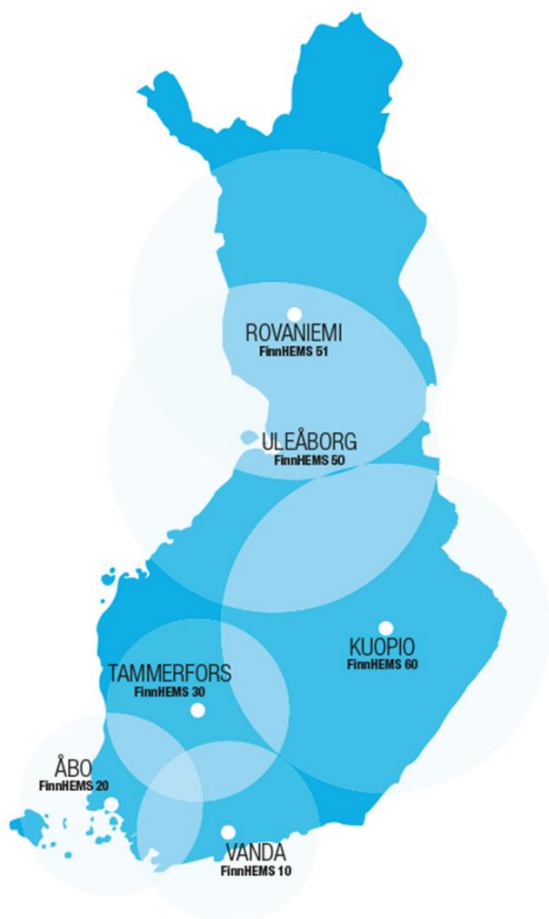 ROVANIEMI
FinnHEMS 51
ULEÅBORG
FinnHEMS 50
KUOPIO
FinnHEMS 60
TAMMERFORS
FinnHEMS 30
ÅBO
FinnHEMS 20
VANDA
FinnHEMS 10